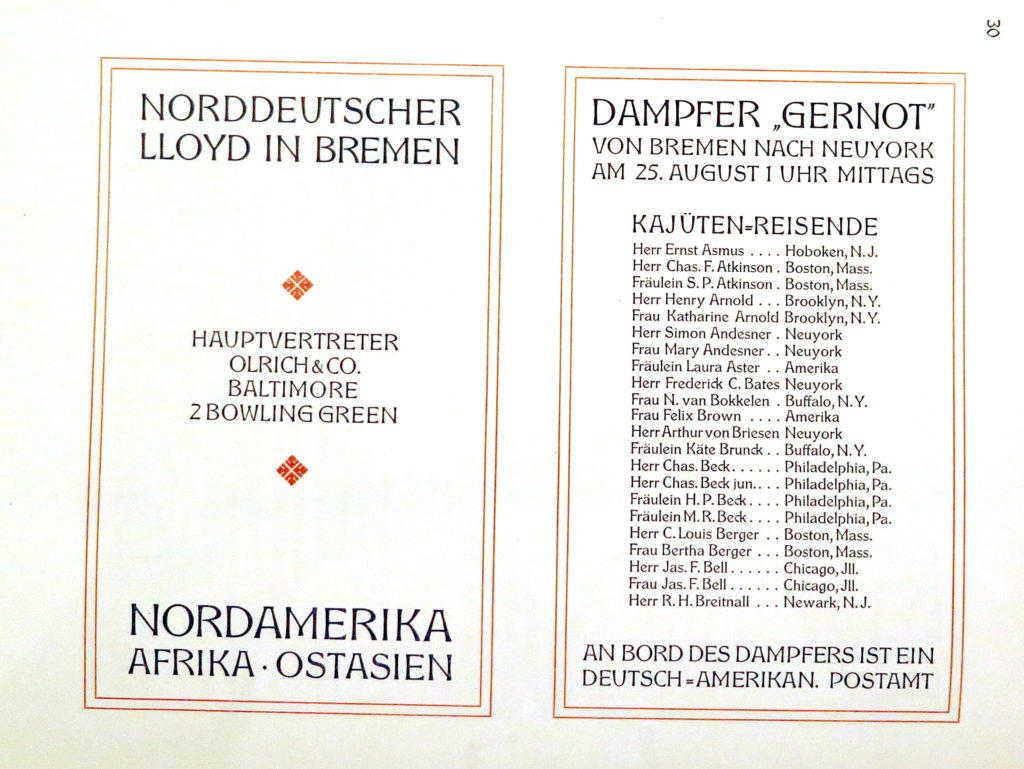 30
NORDDEUTSCHER
LLOYD IN BREMEN
HAUPTVERTRETER
OLRICH & CO.
BALTIMORE
2 BOWLING GREEN
NORDAMERIKA
AFRIKA · OSTASIEN
DAMPFER „GERNOT”
VON BREMEN NACH NEUYORK
AM 25. AUGUST 1 UHR MITTAGS
KAJÜTEN=REISENDE
Herr Ernst Asmus . . . . Hoboken, N. J.
Herr Chas. F. Atkinson . Boston, Mass.
Fräulein S. P. Atkinson . Boston, Mass.
Herr Henry Arnold . . . Brooklyn, N. Y.
Frau Katharine Arnold Brooklyn, N. Y.
Herr Simon Andesner . Neuyork
Frau Mary Andesner . . Neuyork
Fräulein Laura Aster . . Amerika
Herr Frederick C. Bates Neuyork
Frau N. van Bokkelen . Buffalo, N. Y.
Frau Felix Brown . . . . Amerika
Herr Arthur von Briesen Neuyork
Fräulein Käte Brunck . . Buffalo, N. Y.
Herr Chas. Beck . . . . . . Philadelphia, Pa.
Herr Chas. Beck jun. . . . Philadelphia, Pa.
Fräulein H. P. Beck . . . . Philadelphia, Pa.
Fräulein M. R. Beck . . . . Philadelphia, Pa.
Herr C. Louis Berger . . Boston, Mass.
Frau Bertha Berger . . . Boston, Mass.
Herr Jas. F. Bell . . . . . . Chicago, Jll.
Frau Jas. F. Bell . . . . . . Chicago, Jll.
Herr R. H. Breitnall . . . Newark, N. J.
AN BORD DES DAMPFERS IST EIN
DEUTSCH=AMERIKAN. POSTAMT